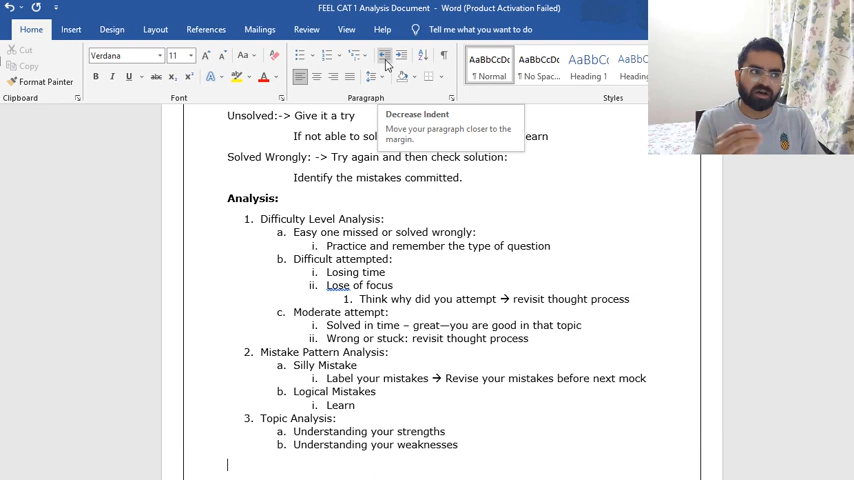 FEEL CAT 1 Analysis Document - Word (Product Activation Failed)
Home Insert Design Layout References Mailings Review View Help Tell me what you want to do
Cut
Copy
Format Painter
Clipboard
Verdana 11
Font
Paragraph
AaBbCcDc AaBbCcDc AaBbCc AaBbCc
¶ Normal ¶ No Spac... Heading 1 Heading
Styles
Decrease Indent
Move your paragraph closer to the
margin.
Unsolved:-> Give it a try
If not able to sol earn
Solved Wrongly: -> Try again and then check solution:
Identify the mistakes committed.
Analysis:
1. Difficulty Level Analysis:
a. Easy one missed or solved wrongly:
i. Practice and remember the type of question
b. Difficult attempted:
i. Losing time
ii. Lose of focus
1. Think why did you attempt → revisit thought process
c. Moderate attempt:
i. Solved in time – great—you are good in that topic
ii. Wrong or stuck: revisit thought process
2. Mistake Pattern Analysis:
a. Silly Mistake
i. Label your mistakes → Revise your mistakes before next mock
b. Logical Mistakes
i. Learn
3. Topic Analysis:
a. Understanding your strengths
b. Understanding your weaknesses